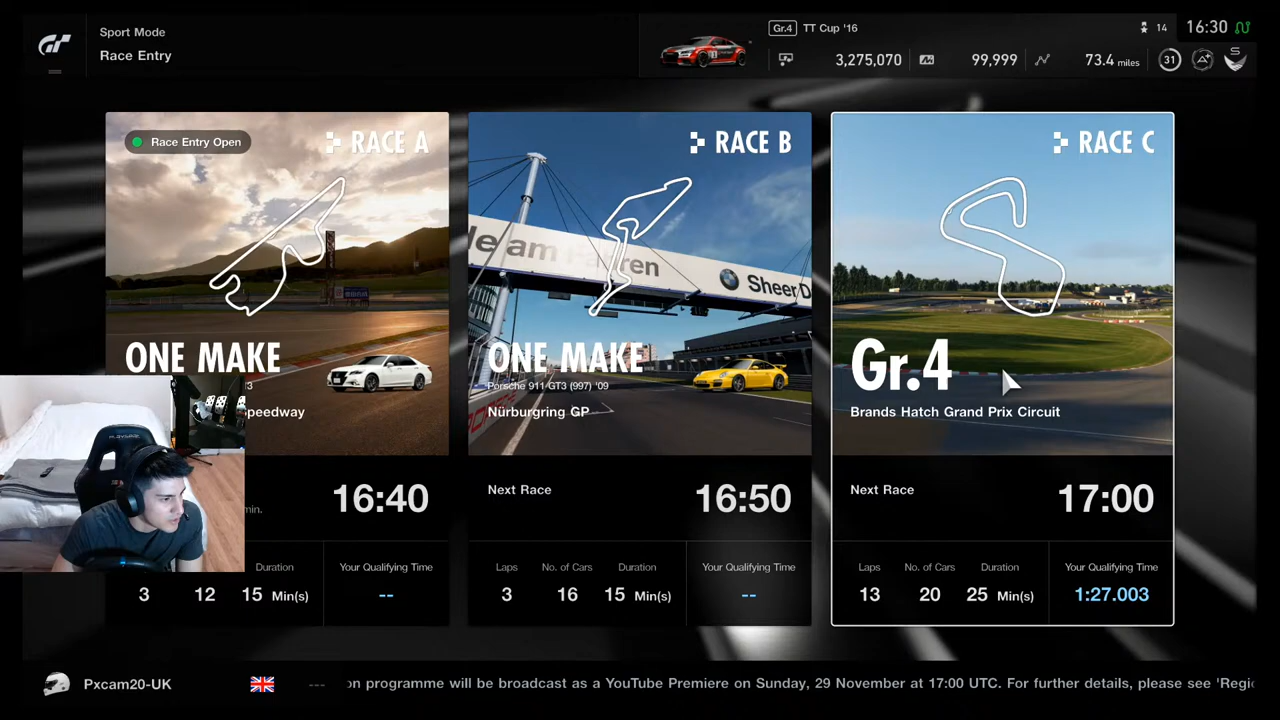 Sport Mode
Race Entry
Gr.4 TT Cup '16
14
16:30
3,275,070
99,999
73.4 miles
31
S
Race Entry Open
RACE A
ONE MAKE
peedway
16:40
min.
Duration
Your Qualifying Time
3
12
15 Min(s)
--
RACE B
ONE MAKE
Porsche 911 GT3 (997) '09
Nürburgring GP
Next Race
16:50
Laps
No. of Cars
Duration
Your Qualifying Time
3
16
15 Min(s)
--
RACE C
Gr.4
Brands Hatch Grand Prix Circuit
Next Race
17:00
Laps
No. of Cars
Duration
Your Qualifying Time
13
20
25 Min(s)
1:27.003
Pxcam20-UK
---
on programme will be broadcast as a YouTube Premiere on Sunday, 29 November at 17:00 UTC. For further details, please see 'Regi